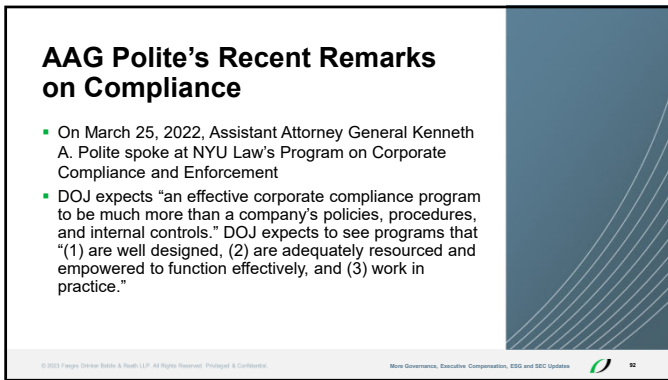 AAG Polite's Recent Remarks
on Compliance
▪ On March 25, 2022, Assistant Attorney General Kenneth
A. Polite spoke at NYU Law's Program on Corporate
Compliance and Enforcement
▪ DOJ expects “an effective corporate compliance program
to be much more than a company's policies, procedures,
and internal controls.” DOJ expects to see programs that
“(1) are well designed, (2) are adequately resourced and
empowered to function effectively, and (3) work in
practice.”
© 2023 Faegre Drinker Biddle & Reath LLP. All Rights Reserved. Privileged & Confidential.
More Governance, Executive Compensation, ESG and SEC Updates
92